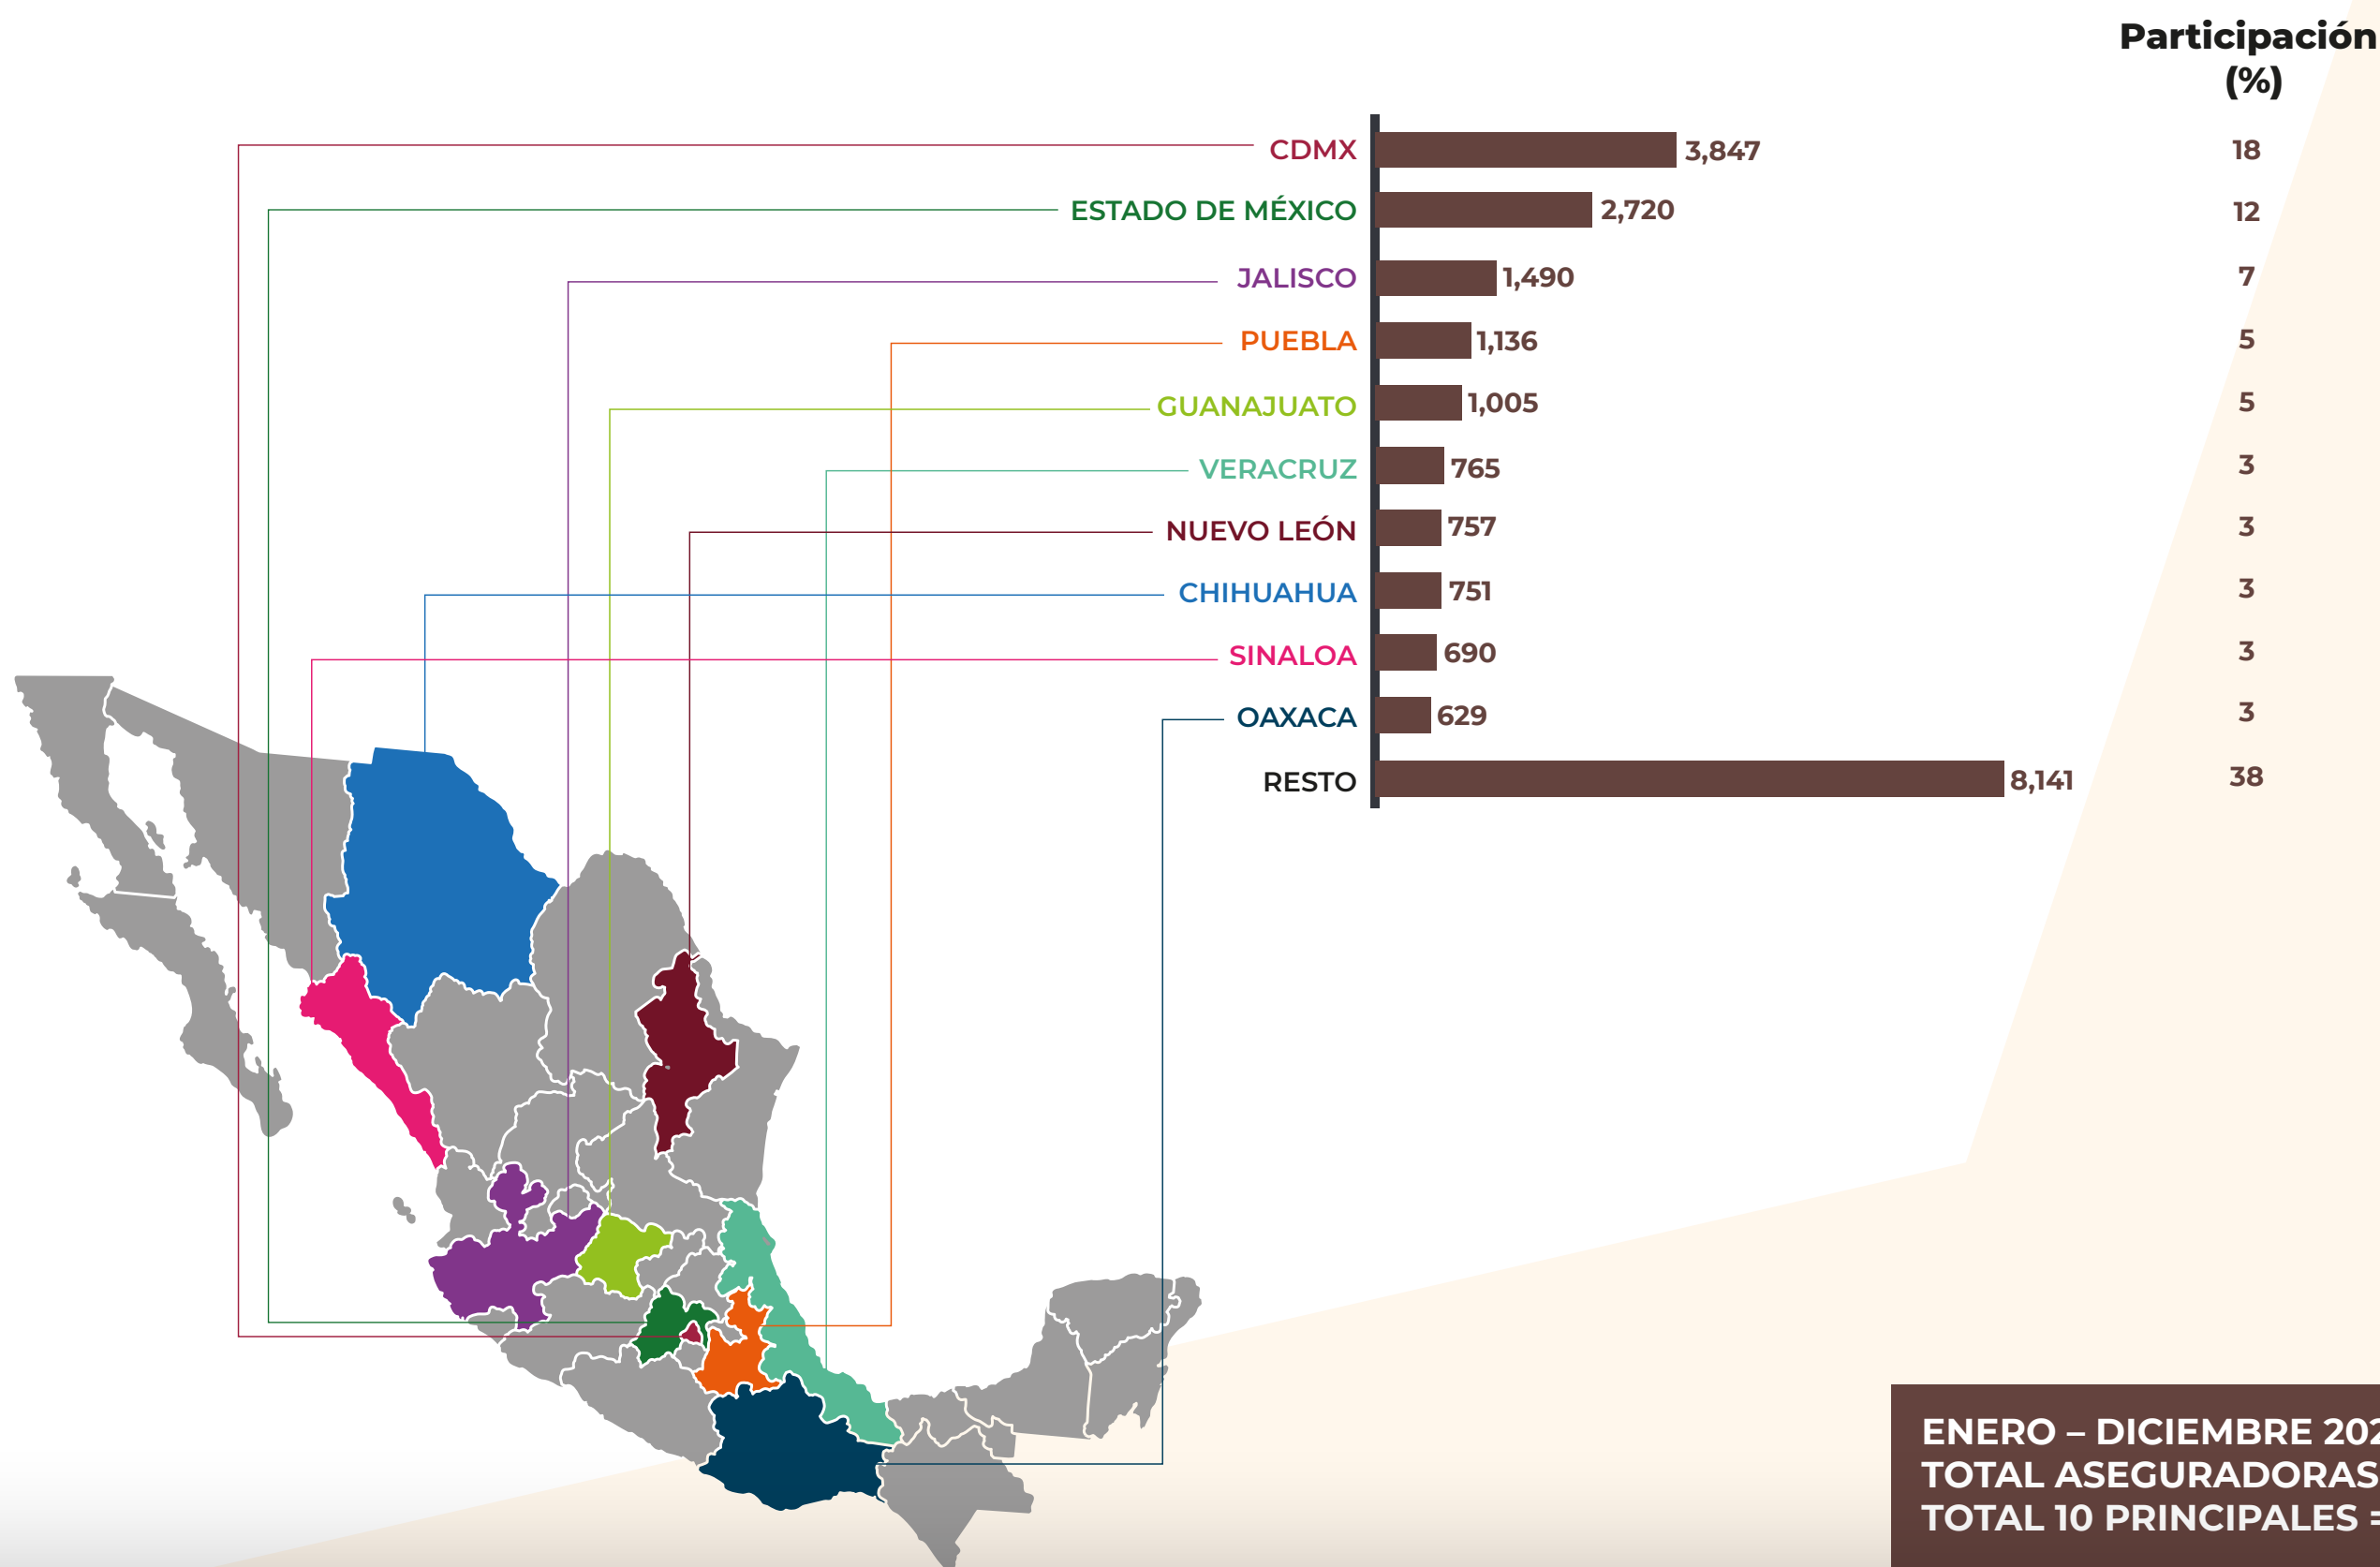 Participación
(%)
CDMX 3,847 18
ESTADO DE MÉXICO 2,720 12
JALISCO 1,490 7
PUEBLA 1,136 5
GUANAJUATO 1,005 5
VERACRUZ 765 3
NUEVO LEÓN 757 3
CHIHUAHUA 751 3
SINALOA 690 3
OAXACA 629 3
RESTO 8,141 38
ENERO – DICIEMBRE
TOTAL ASEGURADORAS
TOTAL 10 PRINCIPALES =